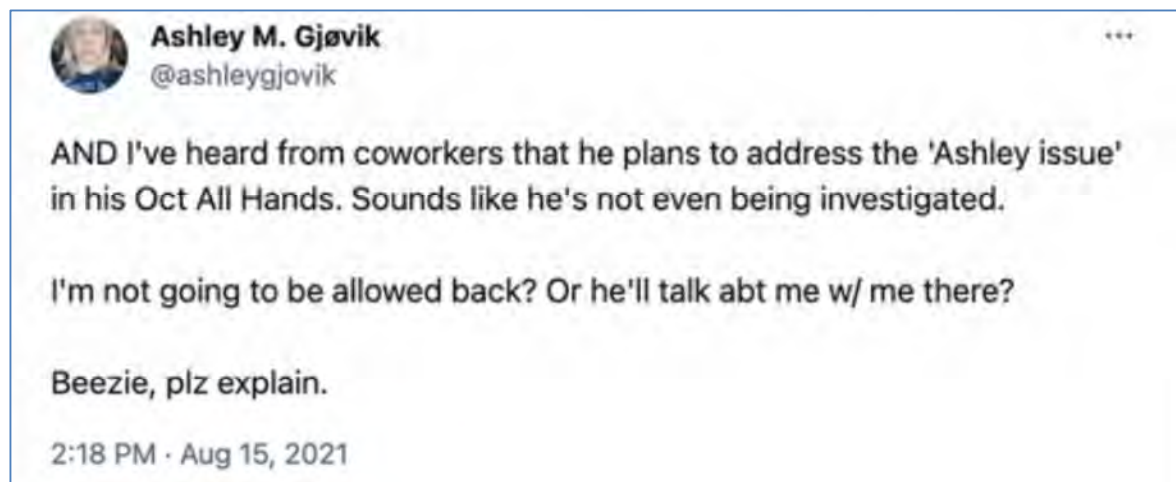 Ashley M. Gjøvik
@ashleygjovik
AND I've heard from coworkers that he plans to address the 'Ashley issue'
in his Oct All Hands. Sounds like he's not even being investigated.
I'm not going to be allowed back? Or he'll talk abt me w/ me there?
Beezie, plz explain.
2:18 PM · Aug 15, 2021